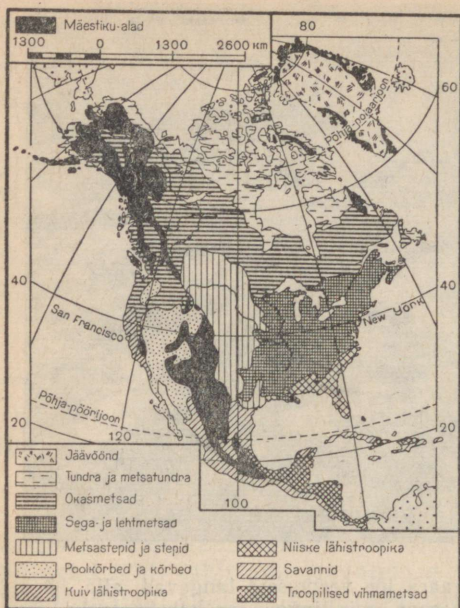 Mäestiku-alad
1300 0 1300 2600 км
80
60
Põhja-polaarjoon
40
40
San Francisco
New York
Põhja-pöörijoon
20
120
20
100
Jäävöönd
Tundra ja metsatundra
Okasmetsad
Sega- ja lehtmetsad
Metsastepid ja stepid
Poolkõrbed ja kõrbed
Kuiv lähistroopika
Niiske lähistroopika
Savannid
Troopilised vihmametsad